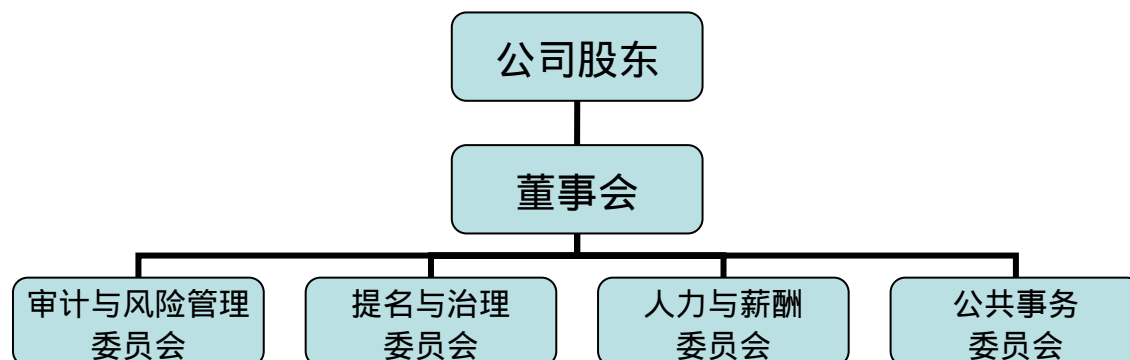 公司股东
董事会
审计与风险管理
委员会
提名与治理
委员会
人力与薪酬
委员会
公共事务
委员会